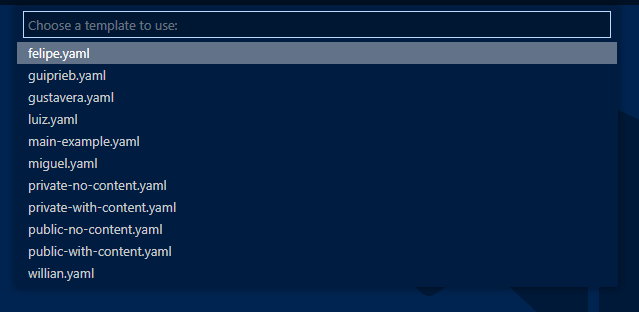 Choose a template to use:
felipe.yaml
guiprieb.yaml
gustavera.yaml
luiz.yaml
main-example.yaml
miguel.yaml
private-no-content.yaml
private-with-content.yaml
public-no-content.yaml
public-with-content.yaml
willian.yaml